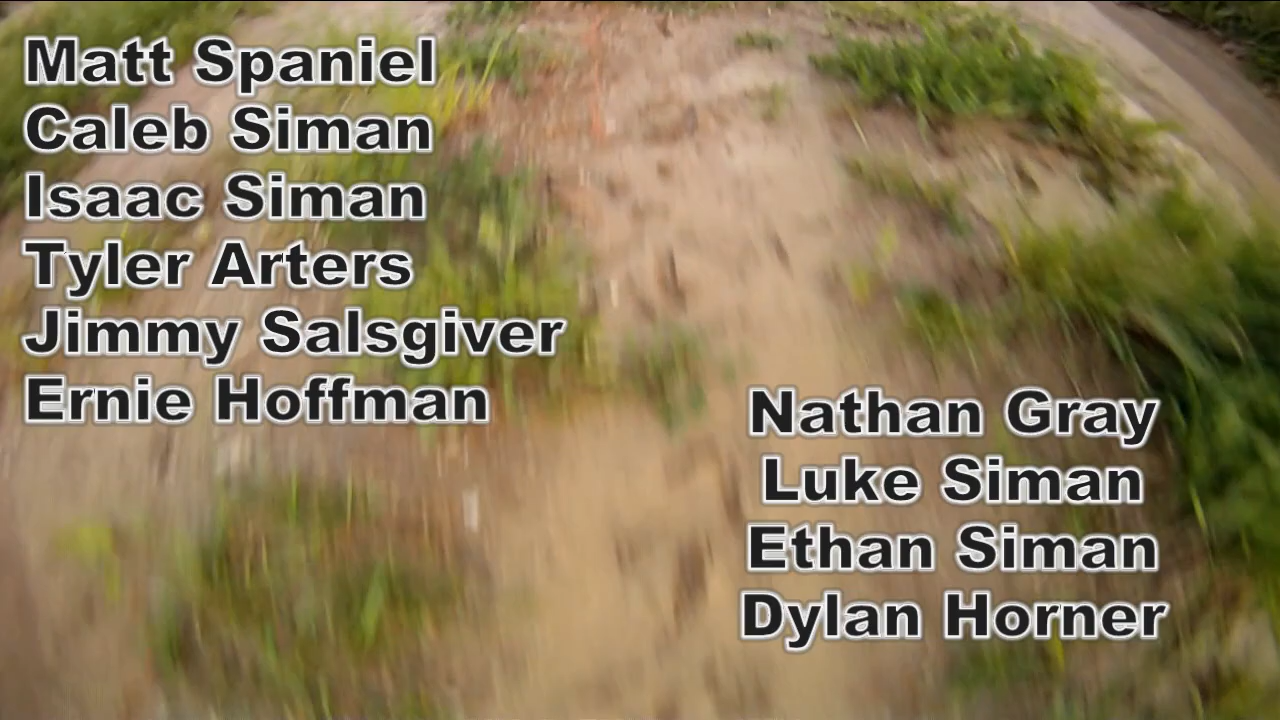 Matt Spaniel
Caleb Siman
Isaac Siman
Tyler Arters
Jimmy Salsgiver
Ernie Hoffman
Nathan Gray
Luke Siman
Ethan Siman
Dylan Horner